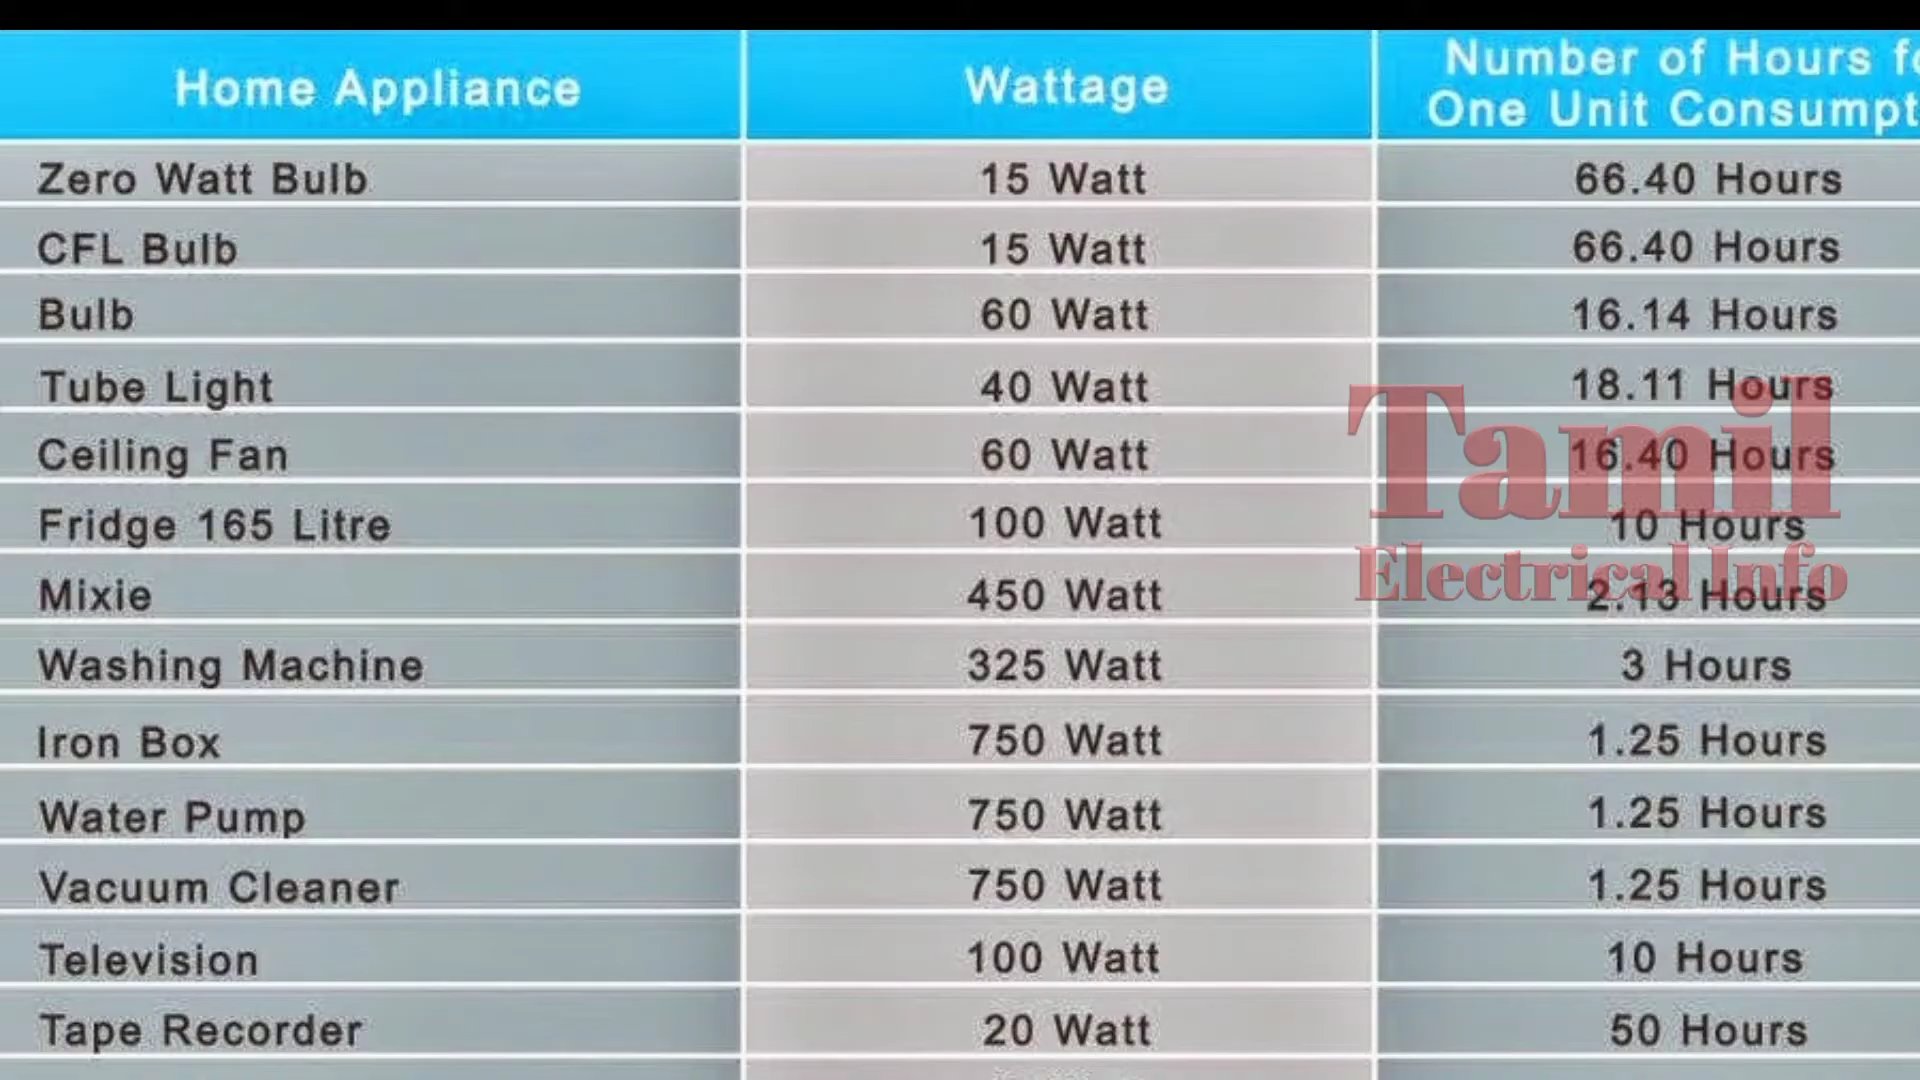 Home Appliance
Wattage
Number of Hours
One Unit
Zero Watt Bulb 15 Watt 66.40 Hours
CFL Bulb 15 Watt 66.40 Hours
Bulb 60 Watt 16.14 Hours
Tube Light 40 Watt 18.11 Hours
Ceiling Fan 60 Watt 16.40 Hours
Fridge 165 Litre 100 Watt 10 Hours
Mixie 450 Watt 2.13 Hours
Washing Machine 325 Watt 3 Hours
Iron Box 750 Watt 1.25 Hours
Water Pump 750 Watt 1.25 Hours
Vacuum Cleaner 750 Watt 1.25 Hours
Television 100 Watt 10 Hours
Tape Recorder 20 Watt 50 Hours
Tamil
Electrical Info